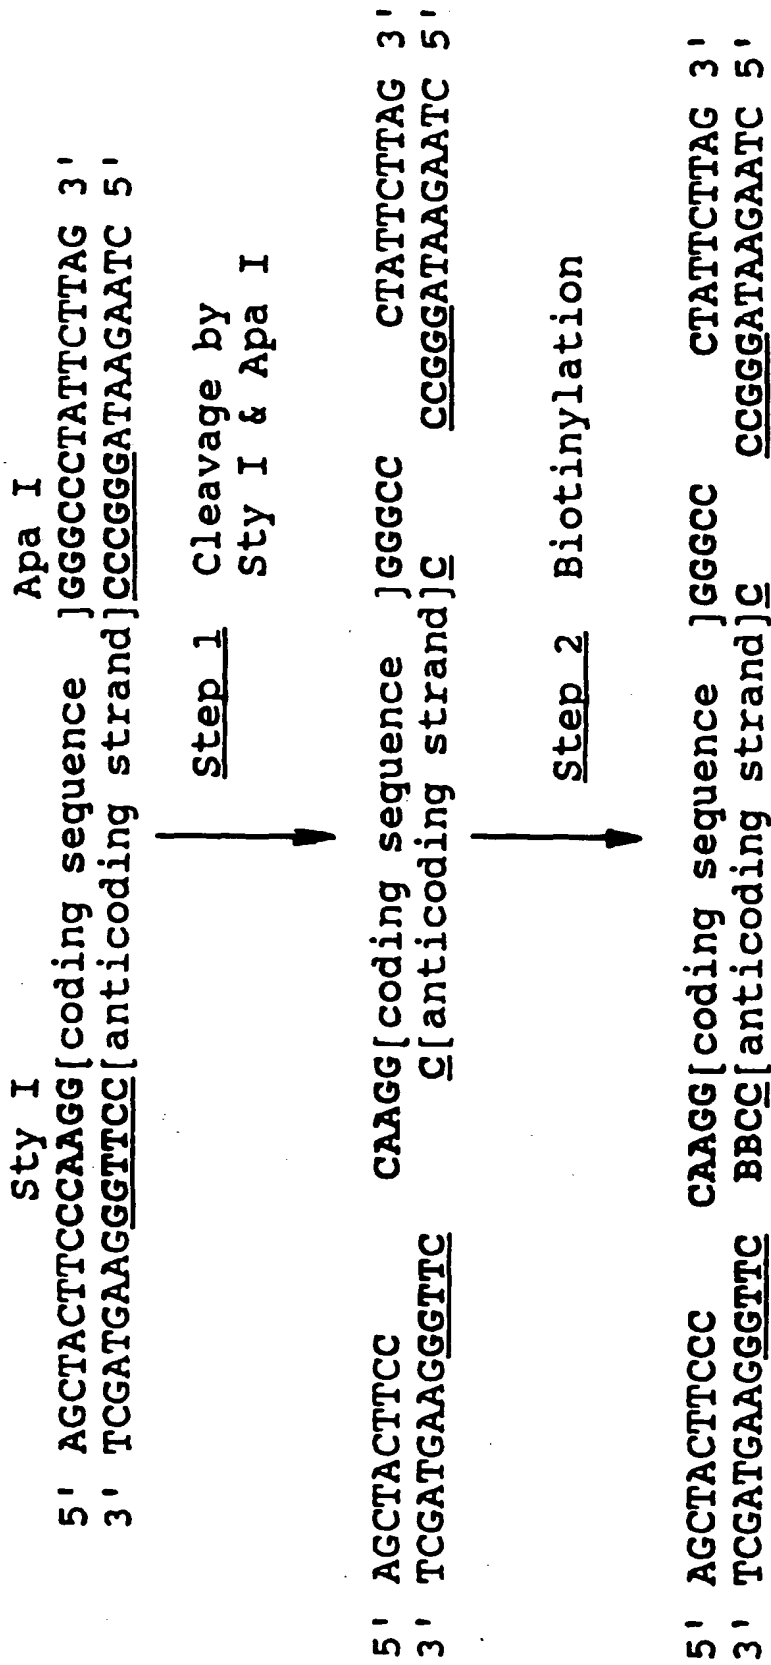 Sty I Apa I
5' AGCTACTTCCCAAGG[coding sequence ]GGGCCCTATTCTTAG 3'
3' TCGATGAAGGGTTCC[anticoding strand]CCCGGGATAAGAATC 5'
Step 1 Cleavage by
Sty I & Apa I
5' AGCTACTTCC CAAGG[coding sequence ]GGGCC CTATTCTTAG 3'
3' TCGATGAAGGGTTC C[anticoding strand]C CCGGGATAAGAATC 5'
Step 2 Biotinylation
5' AGCTACTTCCC CAAGG[coding sequence ]GGGCC CTATTCTTAG 3'
3' TCGATGAAGGGTTC BBCC[anticoding strand]C CCGGGATAAGAATC 5'